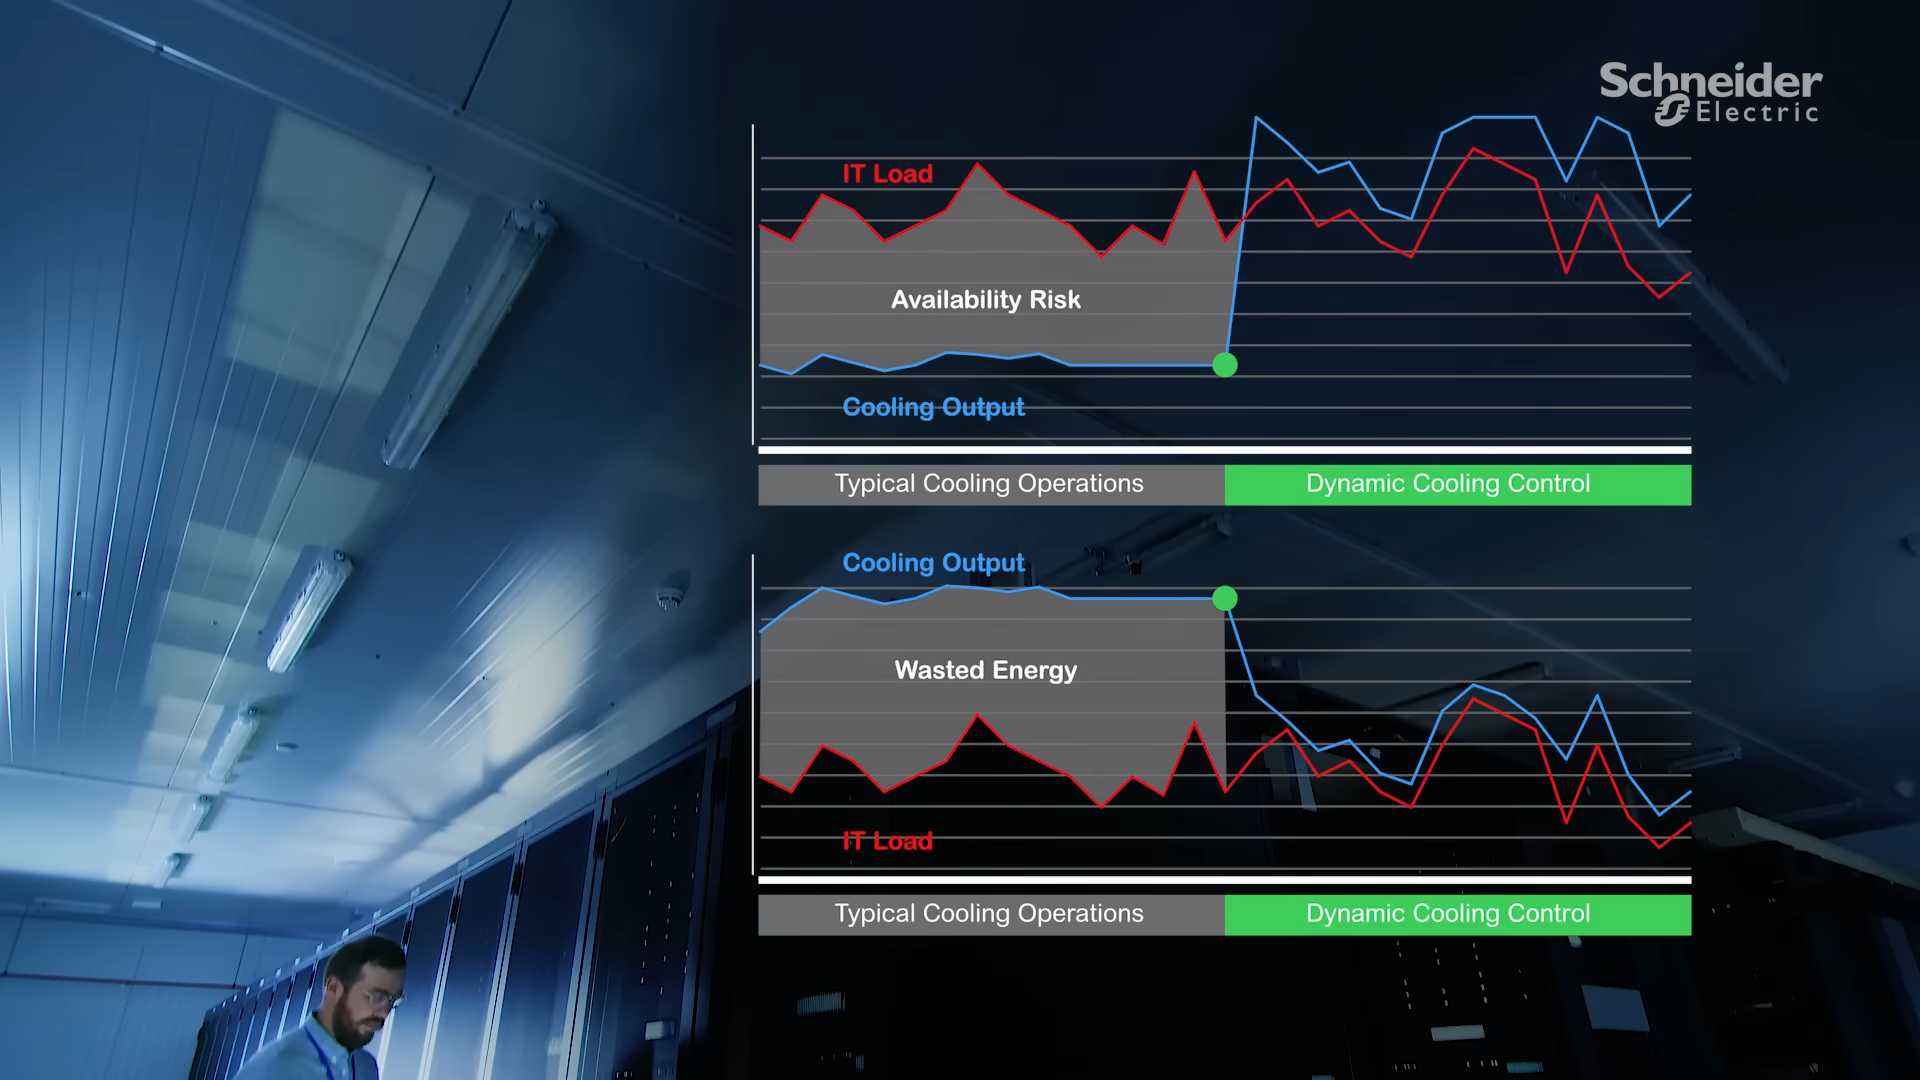 Schneider
Electric
IT Load
Availability Risk
Cooling Output
Typical Cooling Operations
Dynamic Cooling Control
Cooling Output
Wasted Energy
IT Load
Typical Cooling Operations
Dynamic Cooling Control